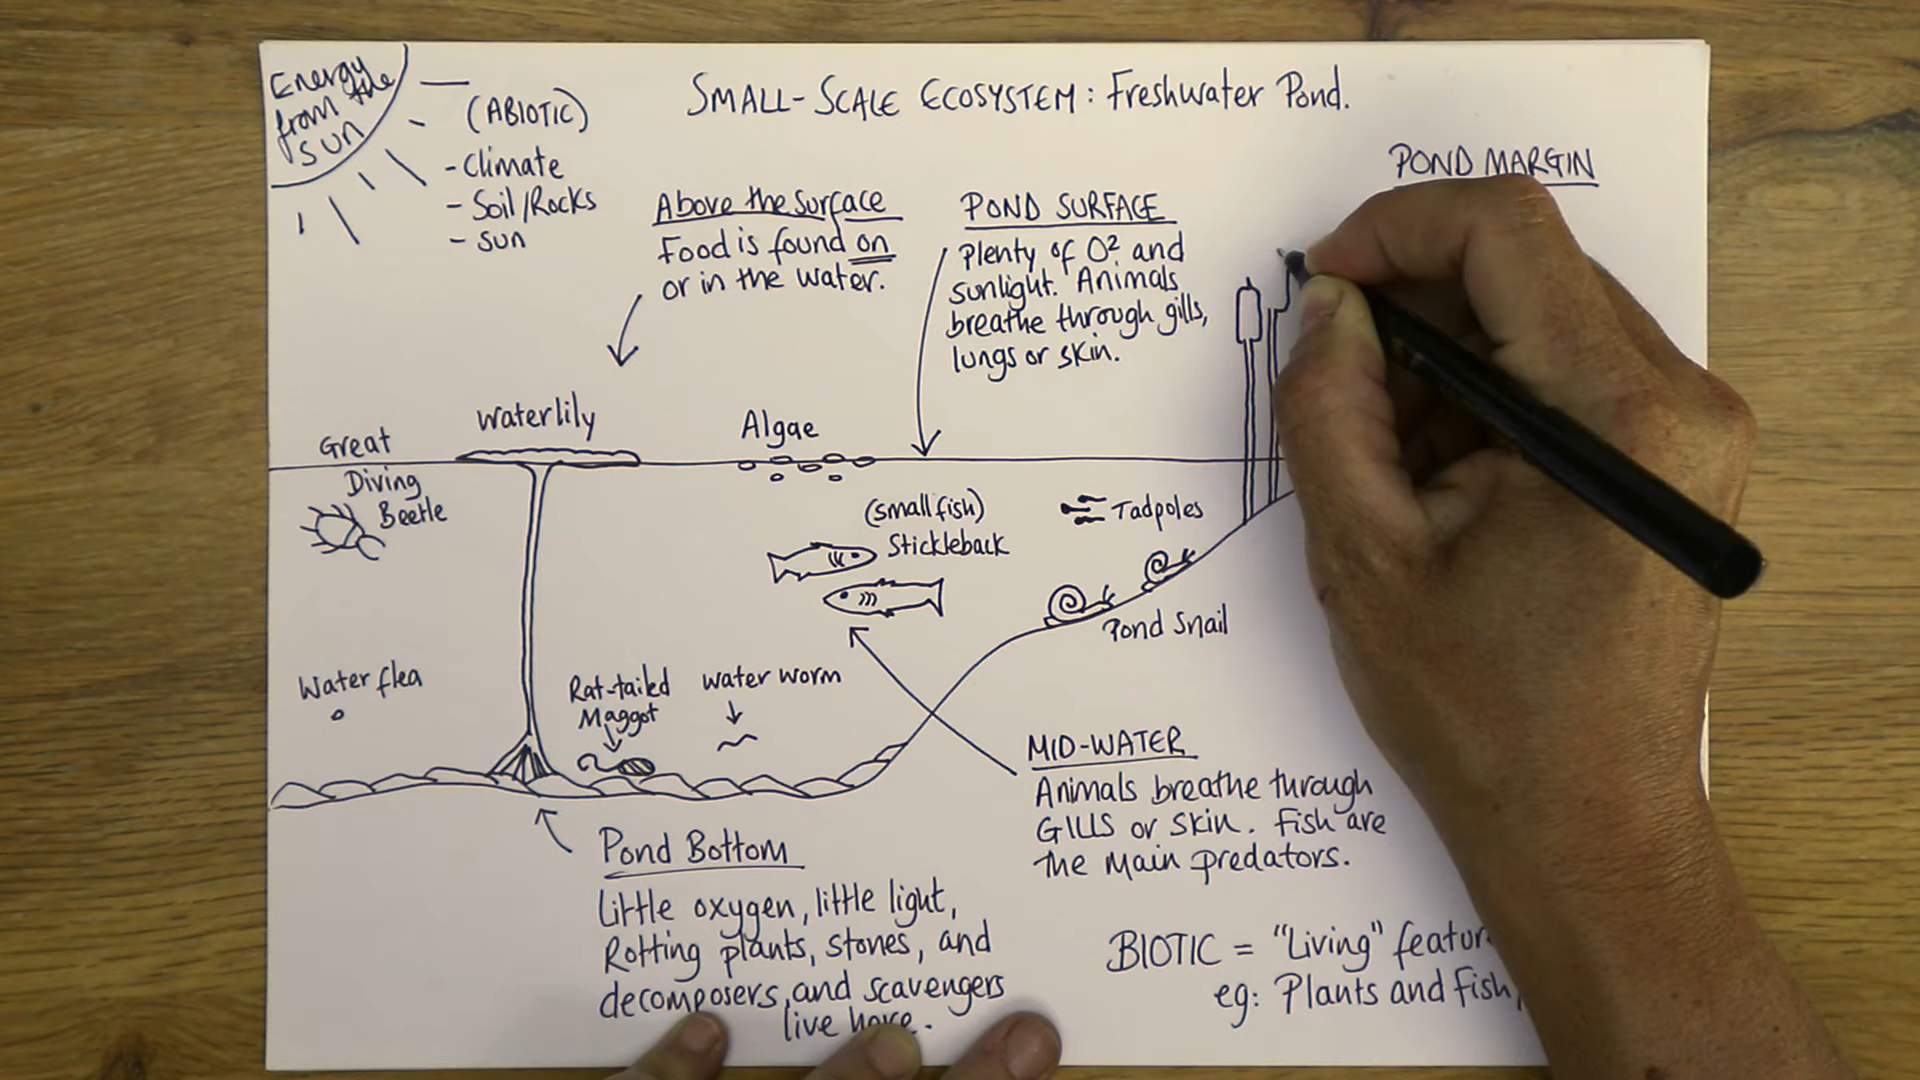 Energy
from the
sun
(ABIOTIC)
- Climate
- Soil/Rocks
- Sun
SMALL-SCALE ECOSYSTEM: Freshwater Pond.
POND MARGIN
Above the surface
Food is found on
or in the water.
POND SURFACE
Plenty of O² and
sunlight. Animals
breathe through gills,
lungs or skin.
Great
Diving
Beetle
Waterlily
Algae
(small fish)
Stickleback
Tadpoles
Pond Snail
Water flea
Rat-tailed
Maggot
water worm
MID-WATER
Animals breathe through
GILLS or skin. Fish are
the main predators.
Pond Bottom
Little oxygen, little light,
Rotting plants, stones, and
decomposers, and scavengers
live here.
BIOTIC = "Living" featur
eg: Plants and fish,